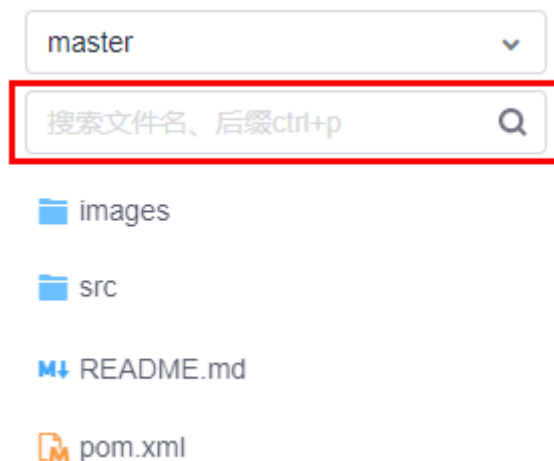 master
搜索文件名、后缀ctrl+p
images
src
M↓ README.md
M pom.xml